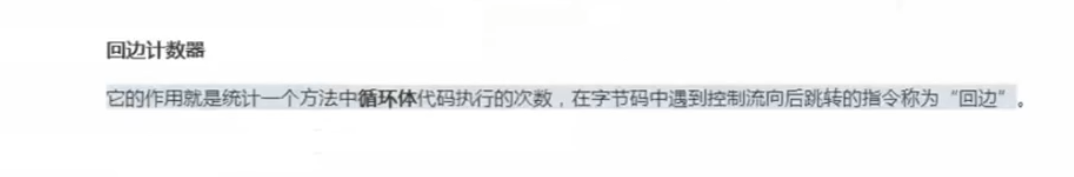 回边计数器
它的作用就是统计一个方法中循环体代码执行的次数，在字节码中遇到控制流向后跳转的指令称为“回边”。